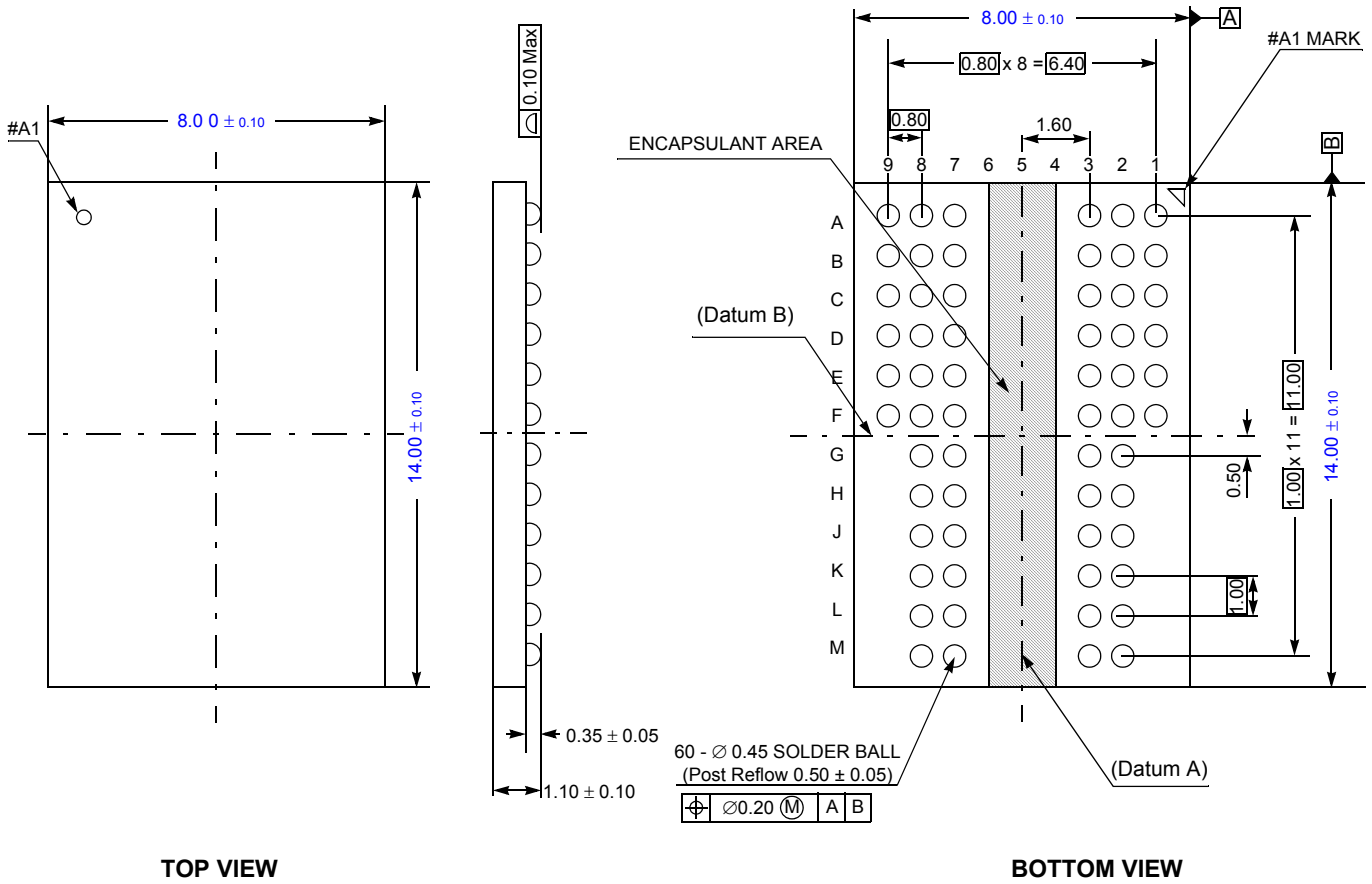 #A1
8.0 0 ± 0.10
0.10 Max
14.00 ± 0.10
0.35 ± 0.05
1.10 ± 0.10
TOP VIEW
8.00 ± 0.10
A
#A1 MARK
0.80 x 8 = 6.40
0.80
1.60
B
ENCAPSULANT AREA
9 8 7 6 5 4 3 2 1
A
B
C
D
E
F
G
H
J
K
L
M
(Datum B)
0.50
1.00
1.00 x 11 = 11.00
14.00 ± 0.10
60 - ∅ 0.45 SOLDER BALL
(Post Reflow 0.50 ± 0.05)
⌖ ∅0.20 Ⓜ A B
(Datum A)
BOTTOM VIEW